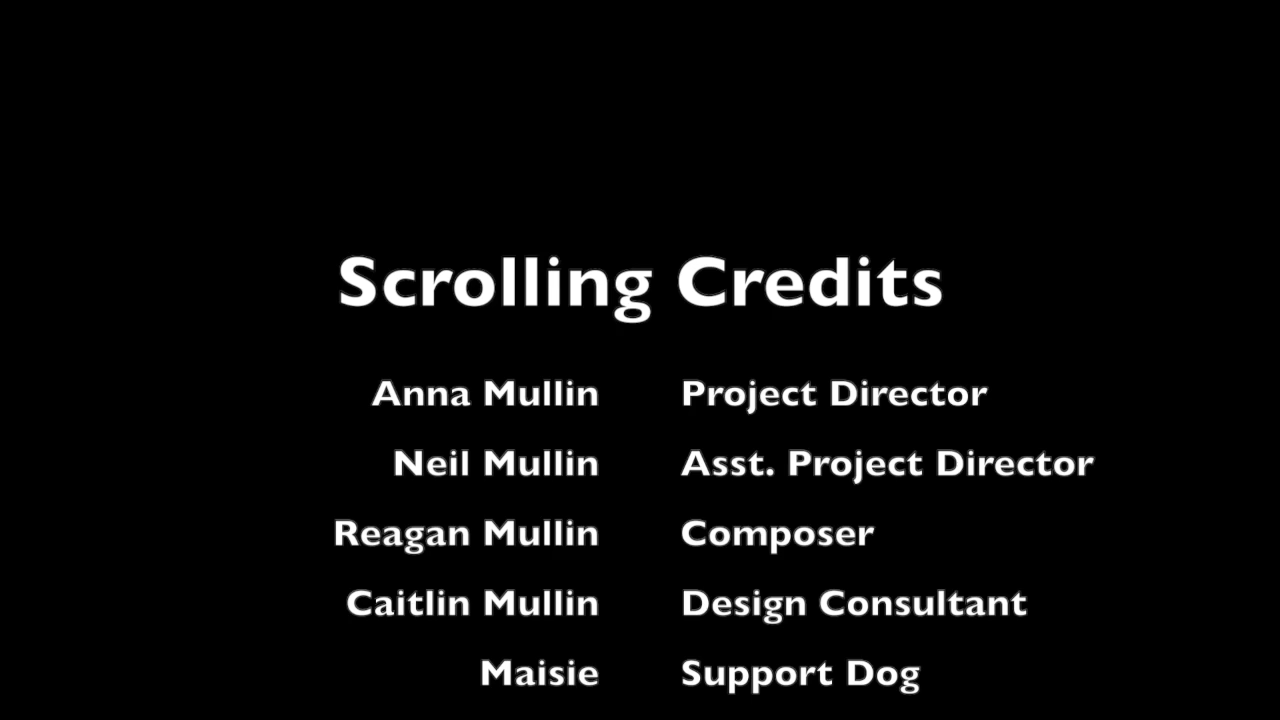 Scrolling Credits
Anna Mullin Project Director
Neil Mullin Asst. Project Director
Reagan Mullin Composer
Caitlin Mullin Design Consultant
Maisie Support Dog